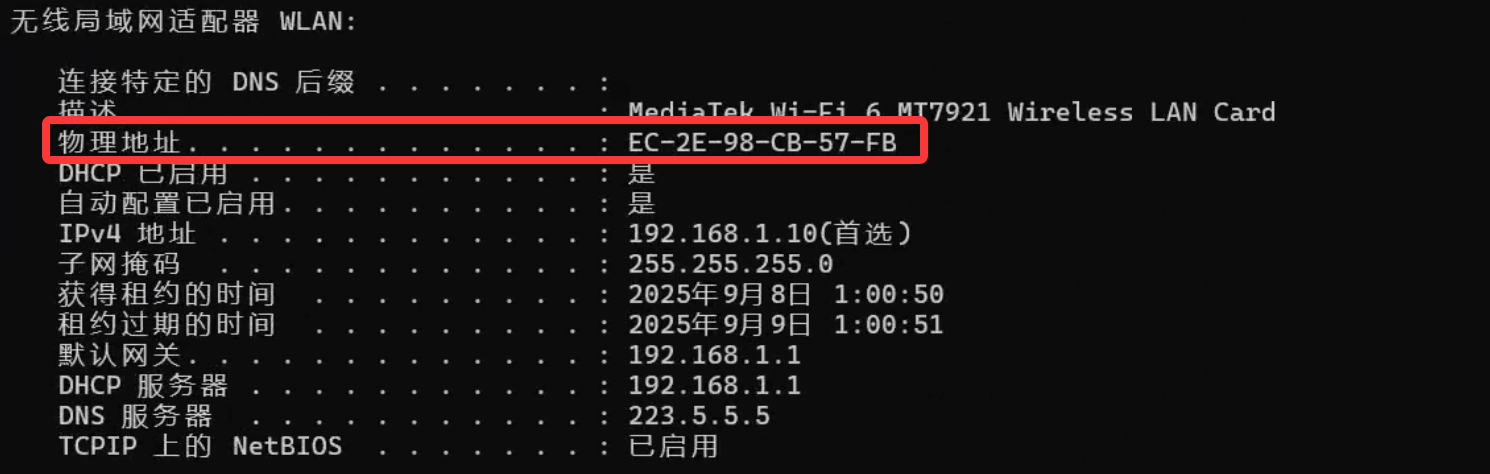 无线局域网适配器 WLAN:
连接特定的 DNS 后缀 . . . . . . . :
描述. . . . . . . . . . . . . . . : MediaTek Wi-Fi 6 MT7921 Wireless LAN Card
物理地址. . . . . . . . . . . . . : EC-2E-98-CB-57-FB
DHCP 已启用 . . . . . . . . . . . : 是
自动配置已启用. . . . . . . . . . : 是
IPv4 地址 . . . . . . . . . . . . : 192.168.1.10(首选)
子网掩码  . . . . . . . . . . . . : 255.255.255.0
获得租约的时间  . . . . . . . . . : 2025年9月8日 1:00:50
租约过期的时间  . . . . . . . . . : 2025年9月9日 1:00:51
默认网关. . . . . . . . . . . . . : 192.168.1.1
DHCP 服务器 . . . . . . . . . . . : 192.168.1.1
DNS 服务器  . . . . . . . . . . . : 223.5.5.5
TCPIP 上的 NetBIOS  . . . . . . . : 已启用